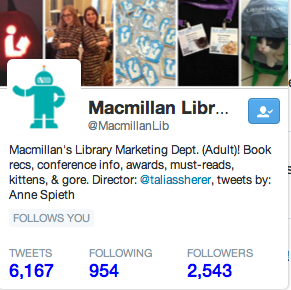 Macmillan Libr...
@MacmillanLib
Macmillan's Library Marketing Dept. (Adult)! Book
recs, conference info, awards, must-reads,
kittens, & gore. Director: @taliassherer, tweets by:
Anne Spieth
FOLLOWS YOU
TWEETS FOLLOWING FOLLOWERS
6,167 954 2,543